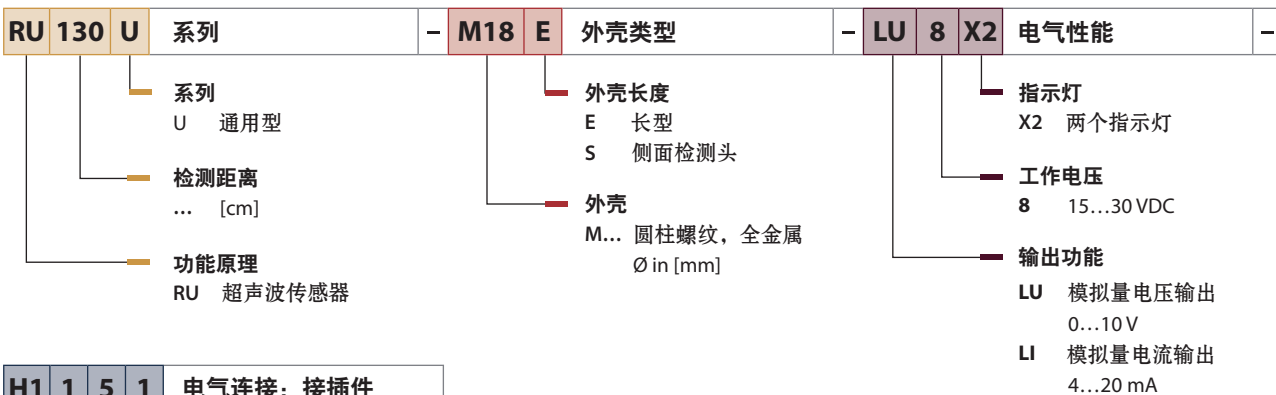 RU 130 U 系列 – M18 E 外壳类型 – LU 8 X2 电气性能 –
系列
U 通用型
检测距离
… [cm]
功能原理
RU 超声波传感器
外壳长度
E 长型
S 侧面检测头
外壳
M… 圆柱螺纹，全金属
Ø in [mm]
指示灯
X2 两个指示灯
工作电压
8 15…30 VDC
输出功能
LU 模拟量电压输出
0…10 V
LI 模拟量电流输出
4…20 mA
H1 1 5 1 电气连接：接插件